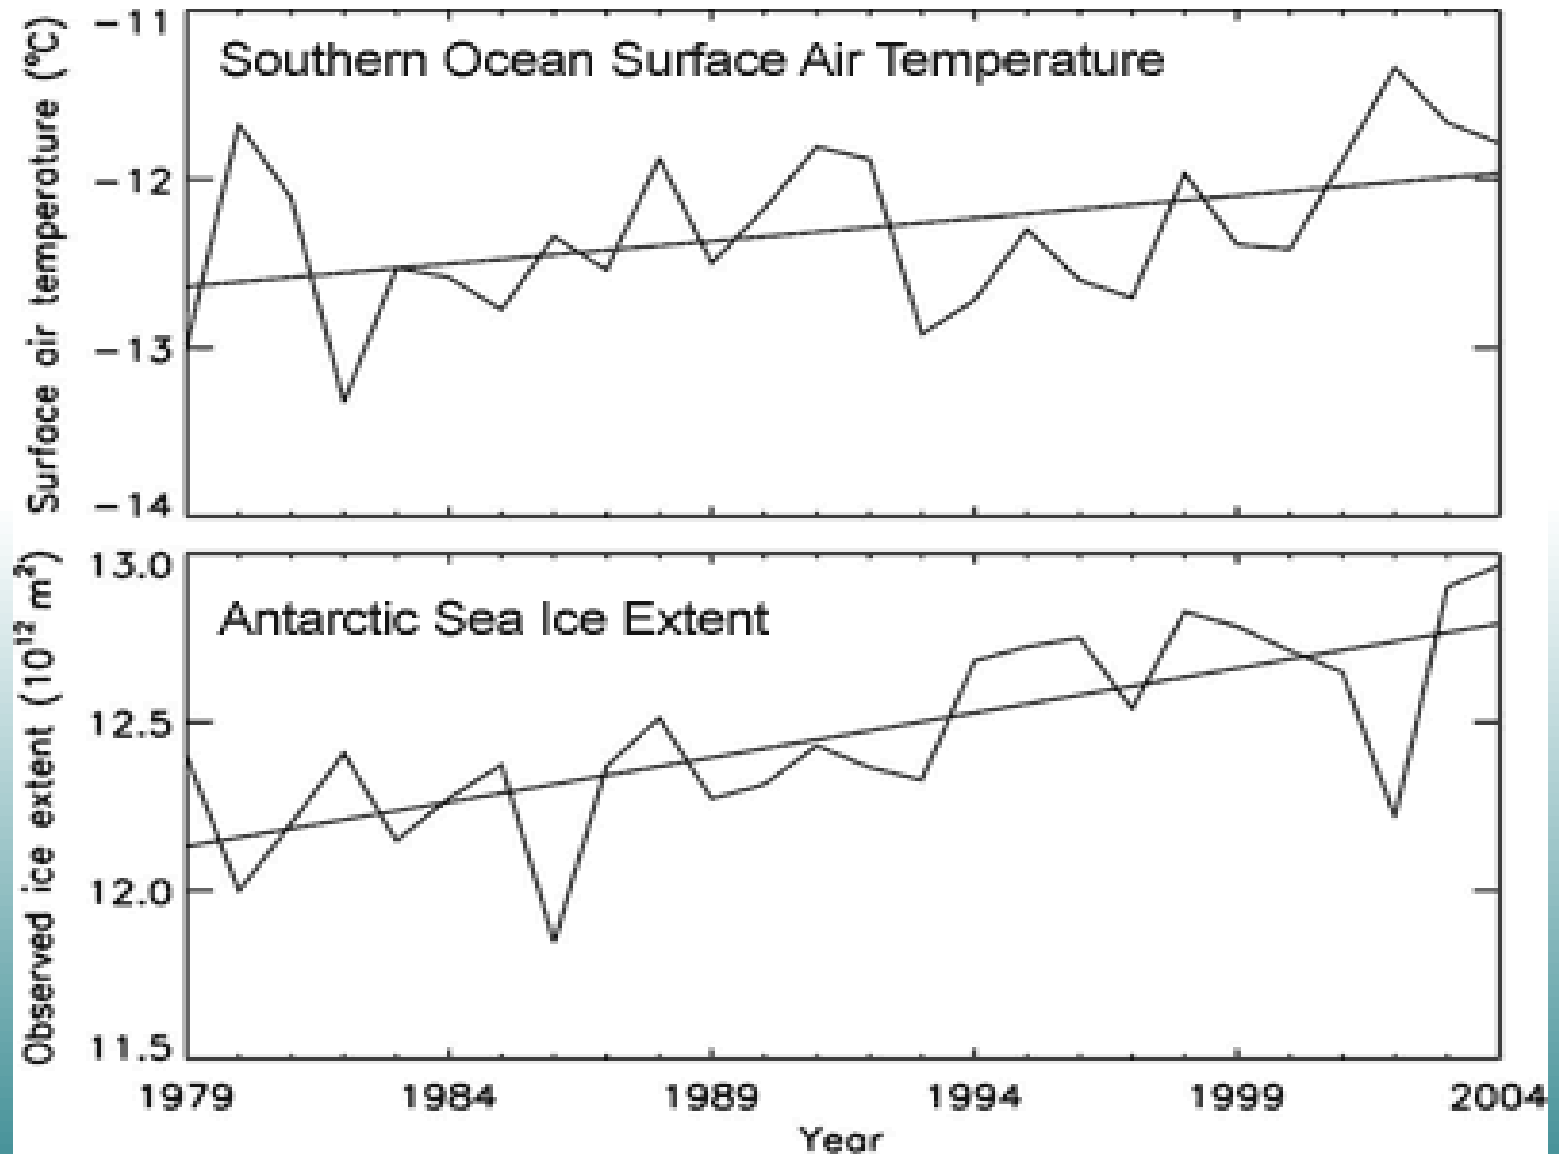 Southern Ocean Surface Air Temperature
Surface air temperature (ºC)
−11
−12
−13
−14
Antarctic Sea Ice Extent
Observed ice extent (10¹² m²)
13.0
12.5
12.0
11.5
1979 1984 1989 1994 1999 2004
Year